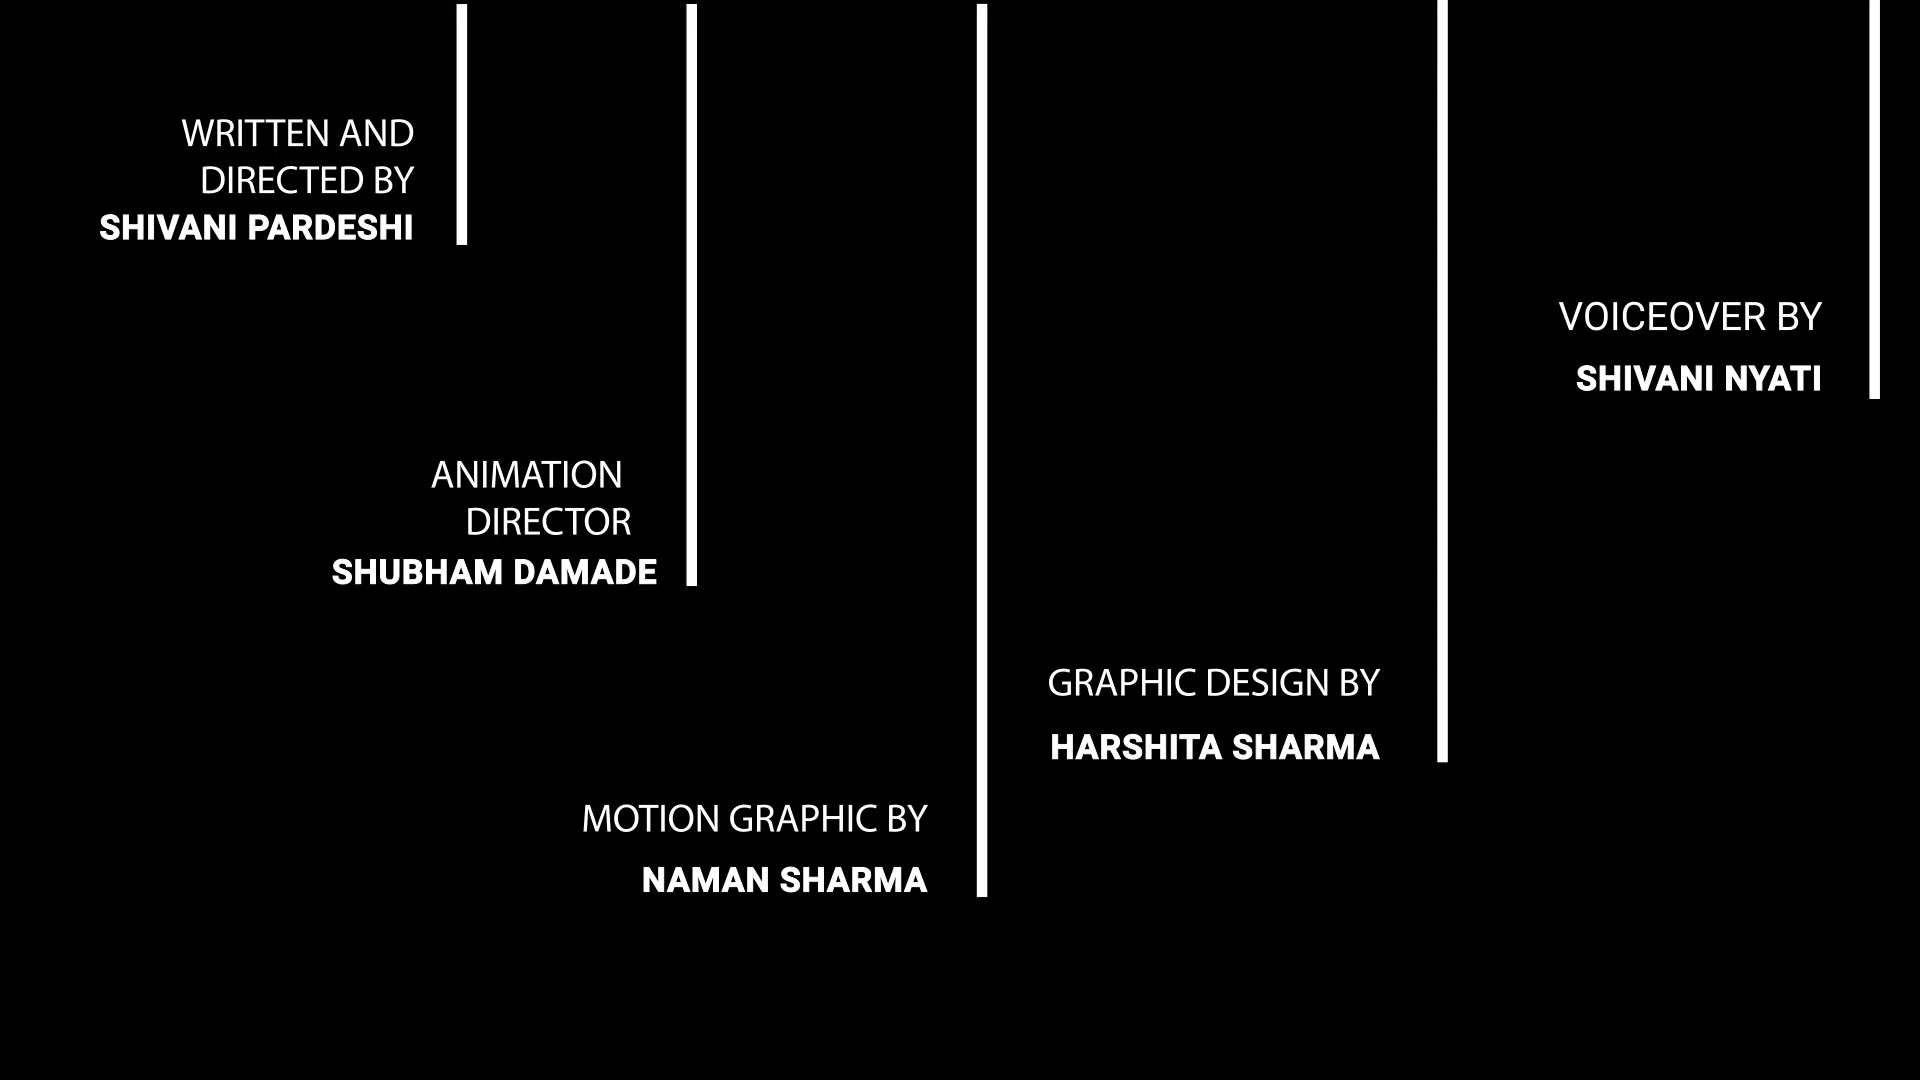 WRITTEN AND
DIRECTED BY
SHIVANI PARDESHI
ANIMATION
DIRECTOR
SHUBHAM DAMADE
MOTION GRAPHIC BY
NAMAN SHARMA
GRAPHIC DESIGN BY
HARSHITA SHARMA
VOICEOVER BY
SHIVANI NYATI